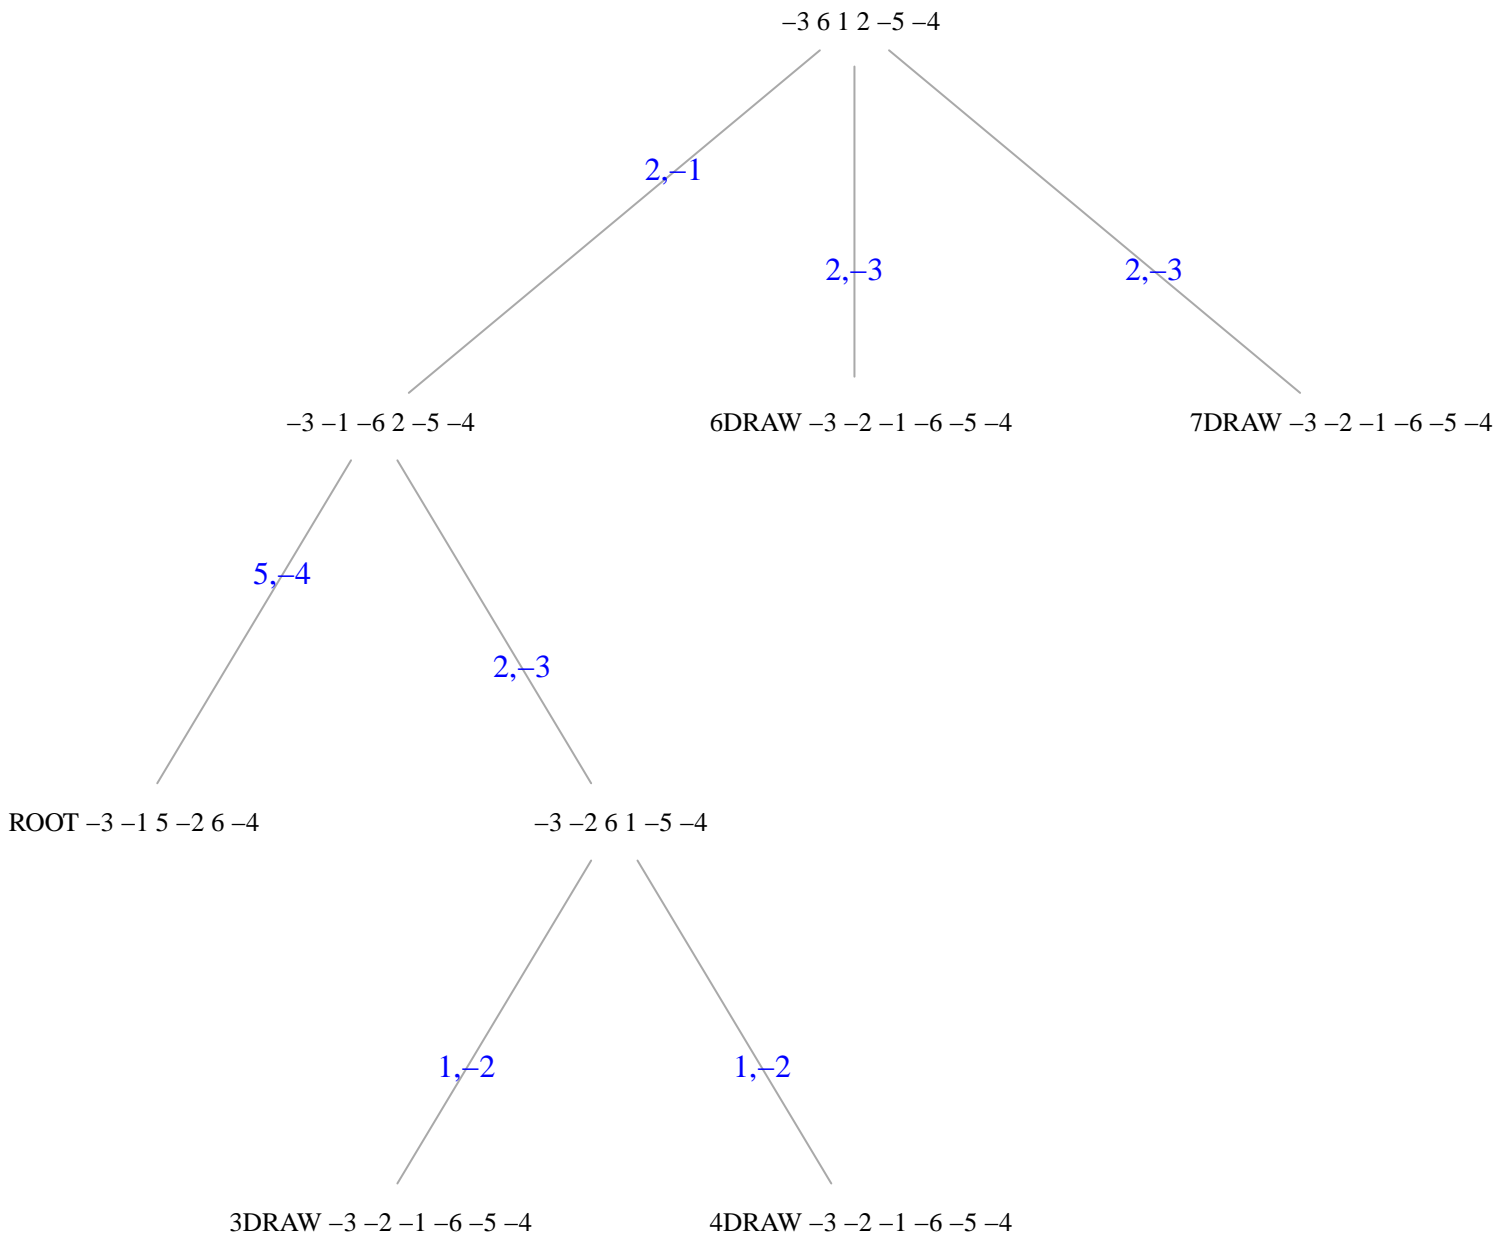 –3 6 1 2 –5 –4
2,–1
2,–3
2,–3
–3 –1 –6 2 –5 –4
6DRAW –3 –2 –1 –6 –5 –4
7DRAW –3 –2 –1 –6 –5 –4
5,–4
2,–3
ROOT –3 –1 5 –2 6 –4
–3 –2 6 1 –5 –4
1,–2
1,–2
3DRAW –3 –2 –1 –6 –5 –4
4DRAW –3 –2 –1 –6 –5 –4